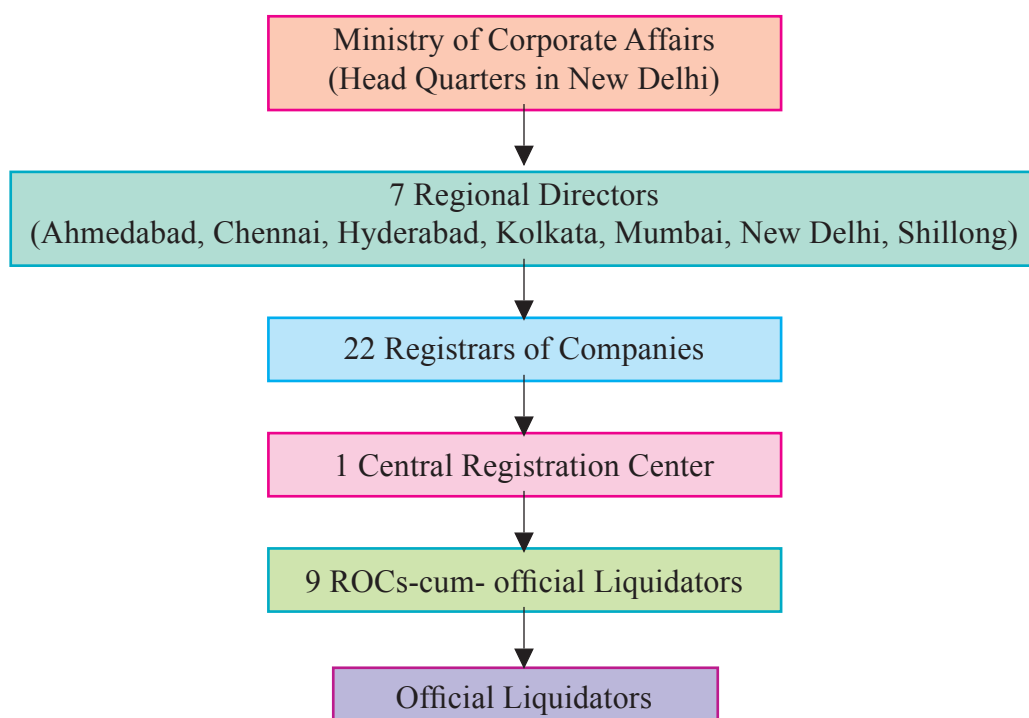 Ministry of Corporate Affairs
(Head Quarters in New Delhi)
7 Regional Directors
(Ahmedabad, Chennai, Hyderabad, Kolkata, Mumbai, New Delhi, Shillong)
22 Registrars of Companies
1 Central Registration Center
9 ROCs-cum- official Liquidators
Official Liquidators